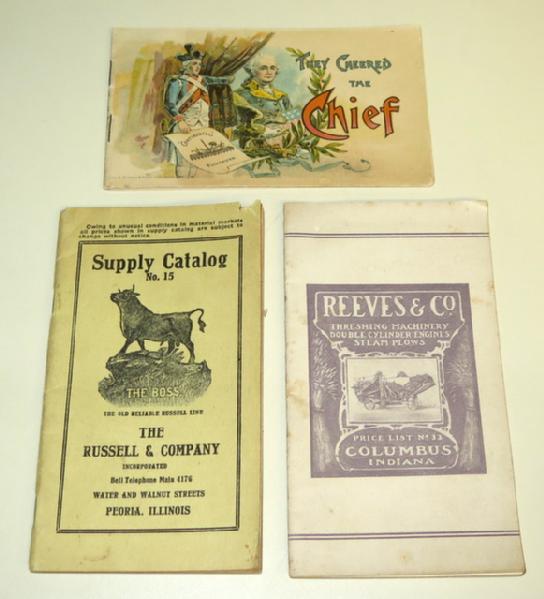 They Cheered
the
Chief
Continental
Owing to unusual conditions in material markets
all prices shown in supply catalog are subject to
change without notice
Supply Catalog
No. 15
THE BOSS
THE OLD RELIABLE RUSSELL LINE
THE
RUSSELL & COMPANY
INCORPORATED
Bell Telephone Main 4176
WATER AND WALNUT STREETS
PEORIA, ILLINOIS
REEVES & CO.
THRESHING MACHINERY
DOUBLE CYLINDER ENGINES
STEAM PLOWS
PRICE LIST No 33
COLUMBUS
INDIANA